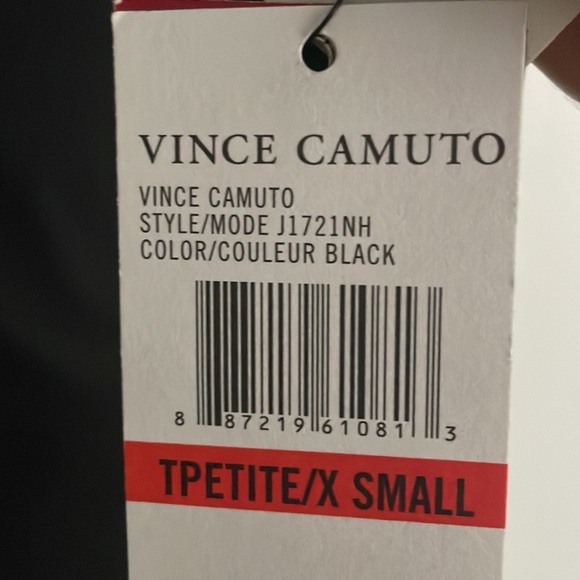 VINCE CAMUTO
VINCE CAMUTO
STYLE/MODE J1721NH
COLOR/COULEUR BLACK
8 87219 61081 3
TPETITE/X SMALL